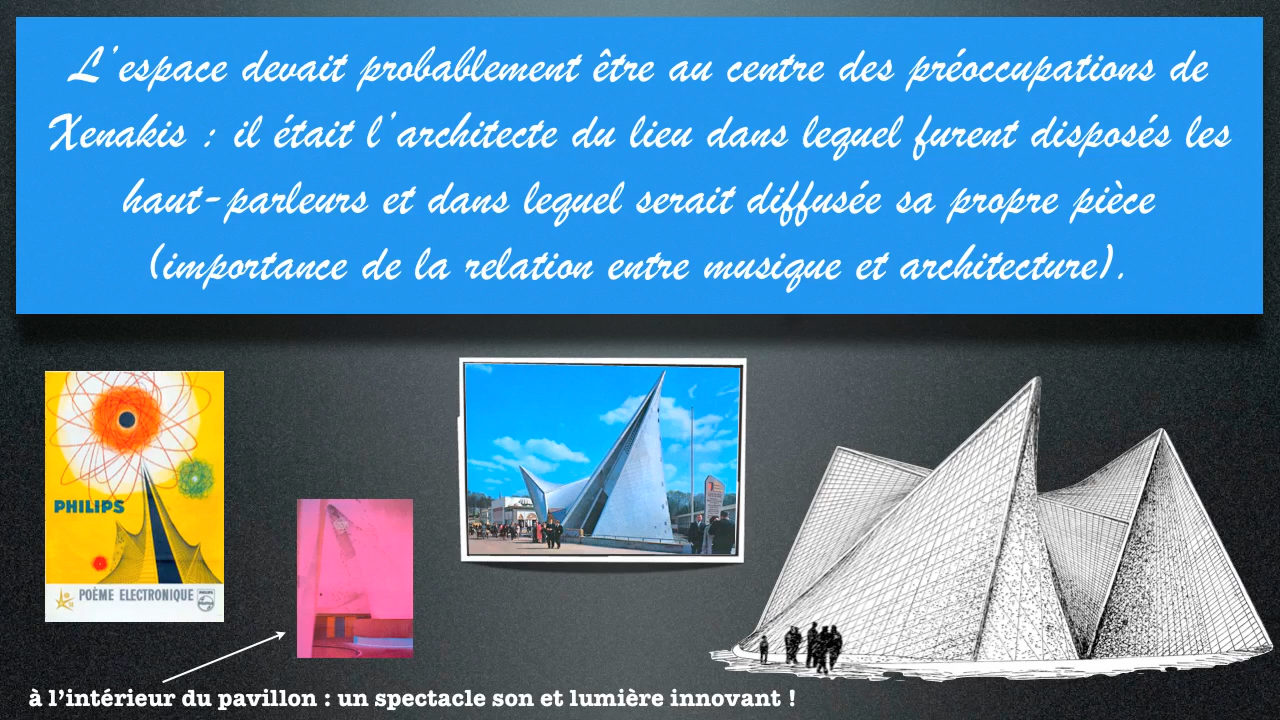 L'espace devait probablement être au centre des préoccupations de
Xenakis : il était l'architecte du lieu dans lequel furent disposés les
haut-parleurs et dans lequel serait diffusée sa propre pièce
(importance de la relation entre musique et architecture).
PHILIPS
POÈME ELECTRONIQUE
à l'intérieur du pavillon : un spectacle son et lumière innovant !